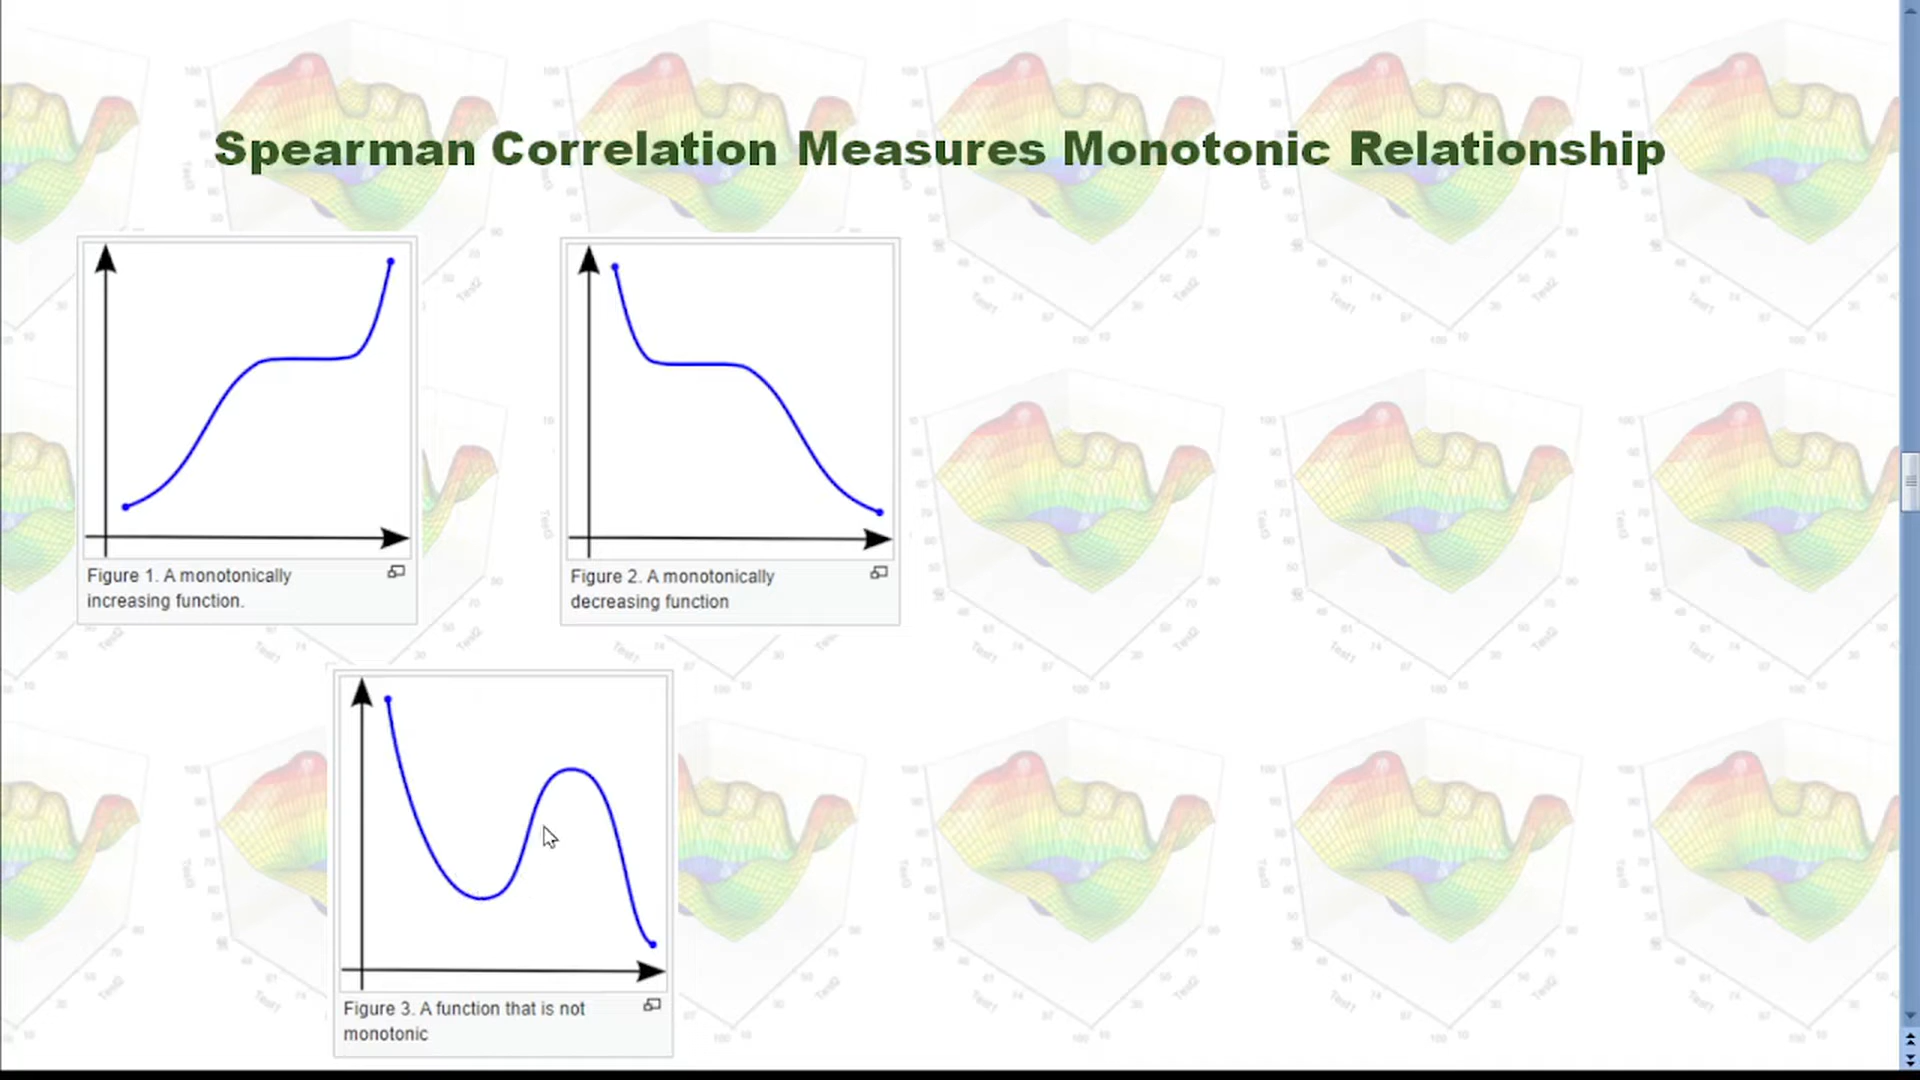 Spearman Correlation Measures Monotonic Relationship
Figure 1. A monotonically
increasing function.
Figure 2. A monotonically
decreasing function
Figure 3. A function that is not
monotonic